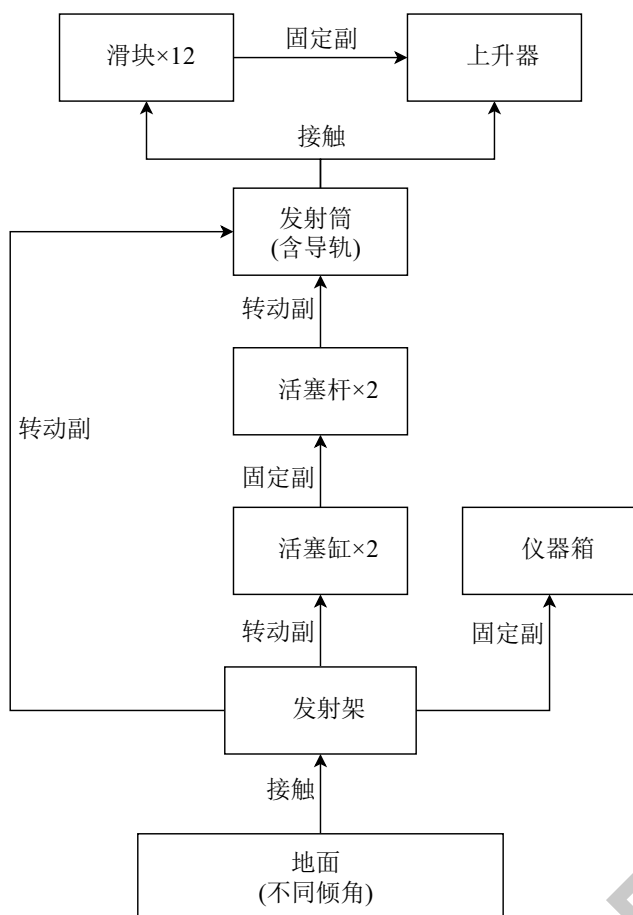 固定副
滑块×12
上升器
接触
发射筒
(含导轨)
转动副
活塞杆×2
转动副
固定副
活塞缸×2
仪器箱
转动副
固定副
发射架
接触
地面
(不同倾角)